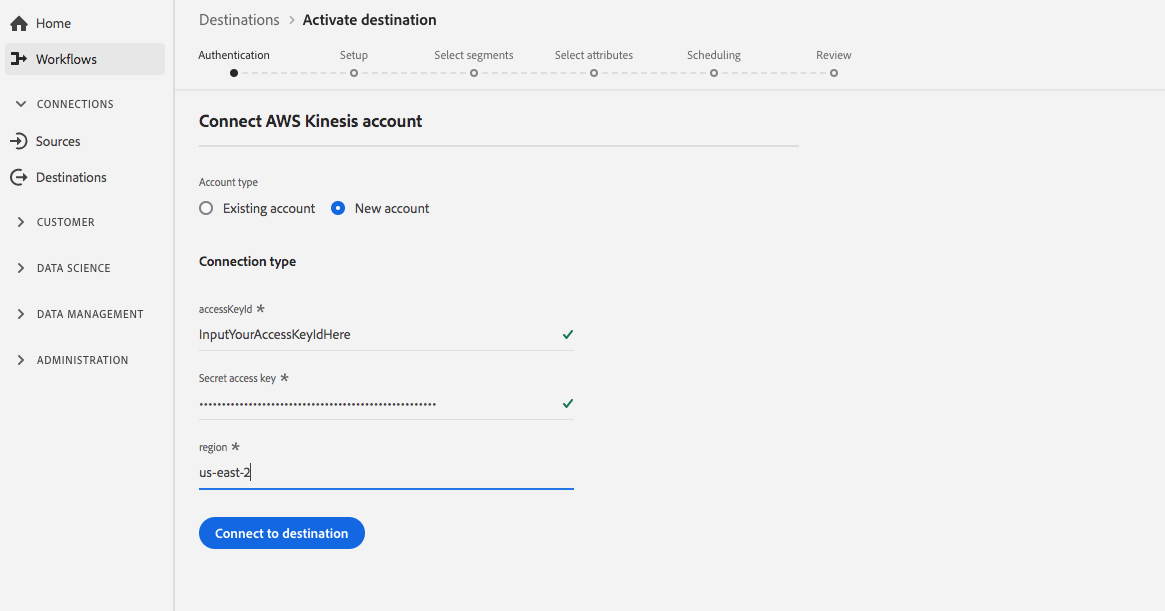 Home
Workflows
CONNECTIONS
Sources
Destinations
CUSTOMER
DATA SCIENCE
DATA MANAGEMENT
ADMINISTRATION
Destinations > Activate destination
Authentication Setup Select segments Select attributes Scheduling Review
Connect AWS Kinesis account
Account type
Existing account New account
Connection type
accessKeyId *
InputYourAccessKeyIdHere
Secret access key *
••••••••••••••••••••••••••••••••••••••••••••••••••••
region *
us-east-2
Connect to destination